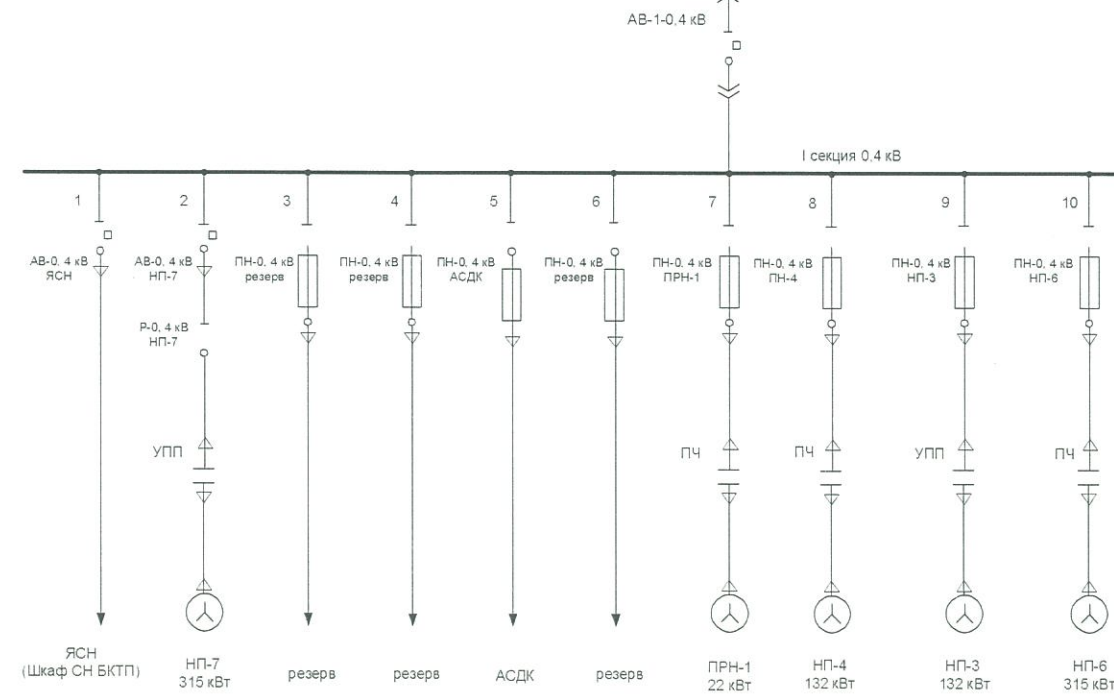 АВ-1-0,4 кВ
I секция 0,4 кВ
1
2
3
4
5
6
7
8
9
10
АВ-0, 4 кВ
ЯСН
АВ-0, 4 кВ
НП-7
ПН-0, 4 кВ
резерв
ПН-0, 4 кВ
резерв
ПН-0, 4 кВ
АСДК
ПН-0, 4 кВ
резерв
ПН-0, 4 кВ
ПРН-1
ПН-0, 4 кВ
ПН-4
ПН-0, 4 кВ
НП-3
ПН-0, 4 кВ
НП-6
Р-0, 4 кВ
НП-7
УПП
ПЧ
ПЧ
УПП
ПЧ
ЯСН
(Шкаф СН БКТП)
НП-7
315 кВт
резерв
резерв
АСДК
резерв
ПРН-1
22 кВт
НП-4
132 кВт
НП-3
132 кВт
НП-6
315 кВт